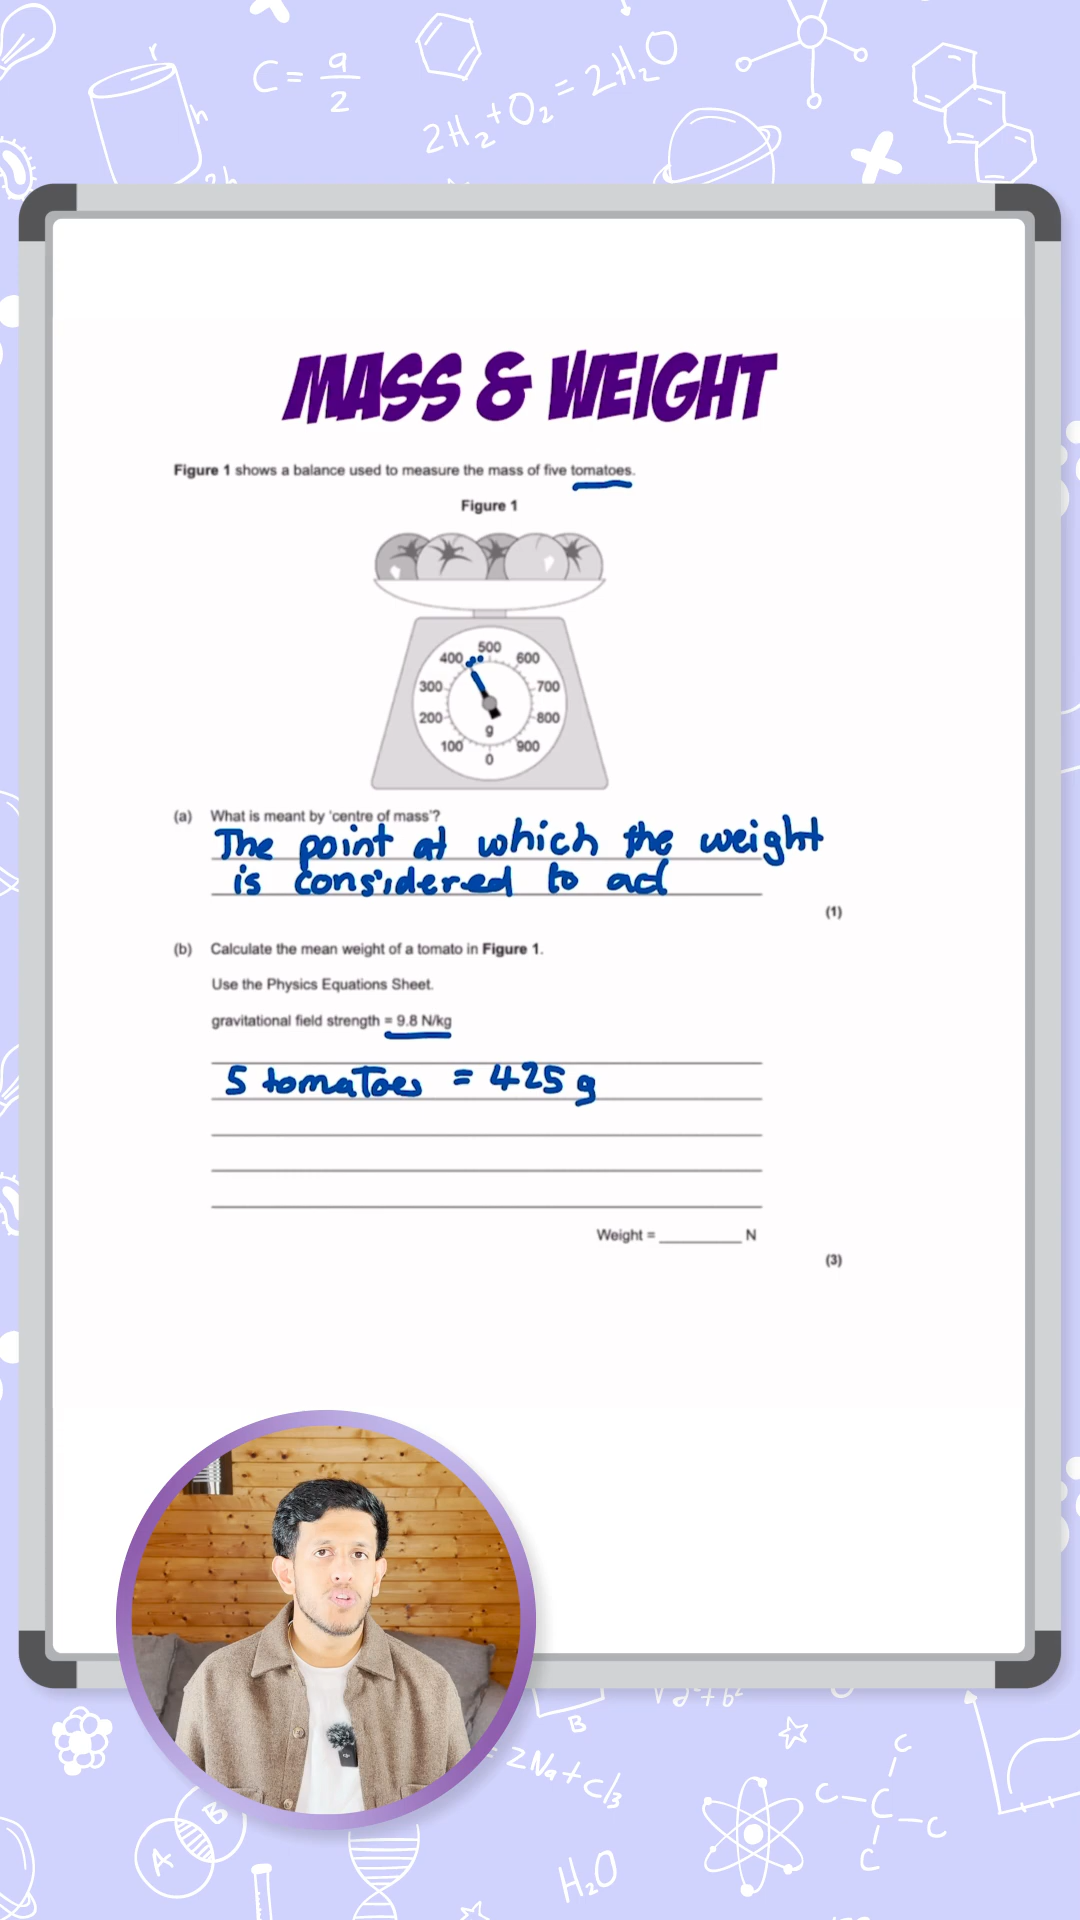 r
h
2h
C = 9/2
2H₂+O₂=2H₂O
MASS & WEIGHT
Figure 1 shows a balance used to measure the mass of five tomatoes.
Figure 1
500
400
600
300
700
200
800
g
100
900
0
(a) What is meant by 'centre of mass'?
The point at which the weight
is considered to act
(1)
(b) Calculate the mean weight of a tomato in Figure 1.
Use the Physics Equations Sheet.
gravitational field strength = 9.8 N/kg
5 tomatoes = 425 g
Weight = ________ N
(3)
B
A
B
H₂O
C
C
C
C
C